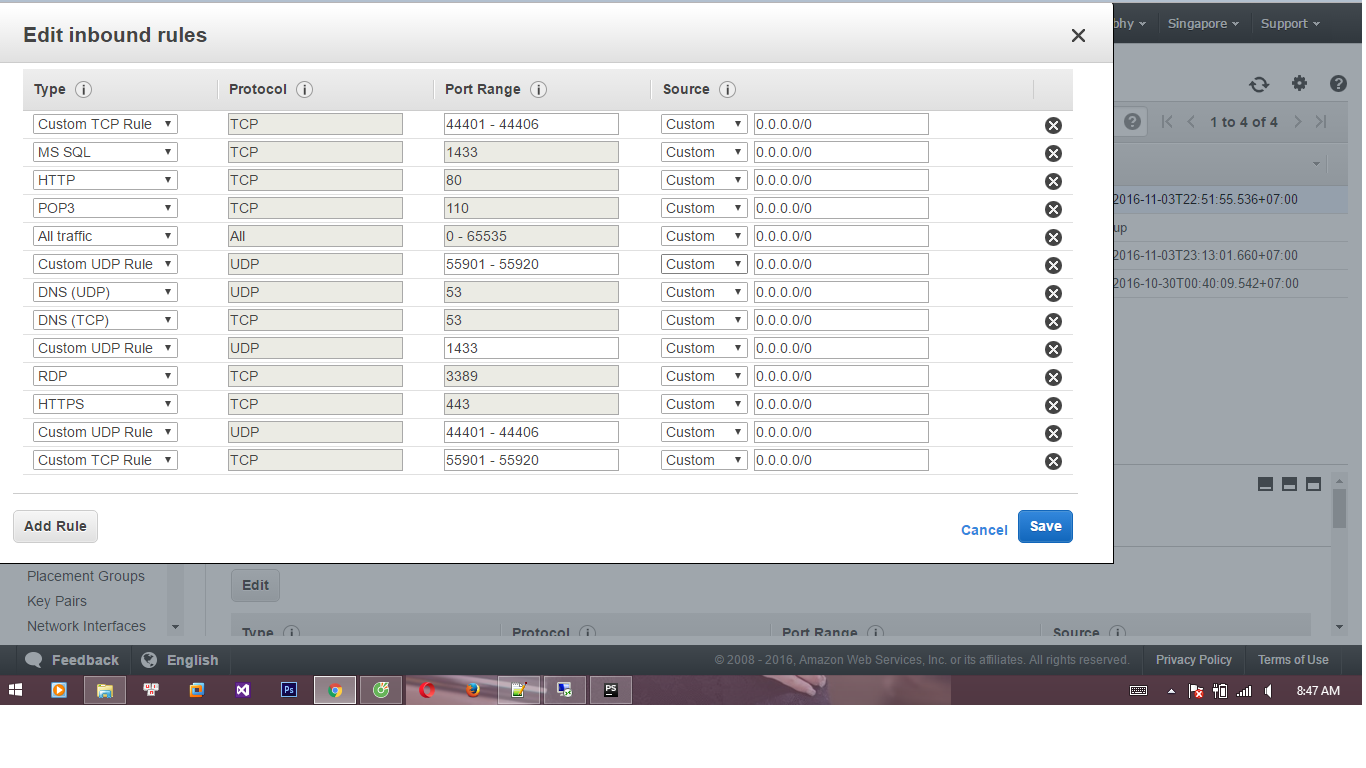 Edit inbound rules
Singapore Support
Type Protocol Port Range Source
Custom TCP Rule TCP 44401 - 44406 Custom 0.0.0.0/0
MS SQL TCP 1433 Custom 0.0.0.0/0
HTTP TCP 80 Custom 0.0.0.0/0
POP3 TCP 110 Custom 0.0.0.0/0
All traffic All 0 - 65535 Custom 0.0.0.0/0
Custom UDP Rule UDP 55901 - 55920 Custom 0.0.0.0/0
DNS (UDP) UDP 53 Custom 0.0.0.0/0
DNS (TCP) TCP 53 Custom 0.0.0.0/0
Custom UDP Rule UDP 1433 Custom 0.0.0.0/0
RDP TCP 3389 Custom 0.0.0.0/0
HTTPS TCP 443 Custom 0.0.0.0/0
Custom UDP Rule UDP 44401 - 44406 Custom 0.0.0.0/0
Custom TCP Rule TCP 55901 - 55920 Custom 0.0.0.0/0
Add Rule Cancel Save
1 to 4 of 4
2016-11-03T22:51:55.536+07:00
up
2016-11-03T23:13:01.660+07:00
2016-10-30T00:40:09.542+07:00
Placement Groups
Key Pairs
Network Interfaces
Edit
Type Protocol Port Range Source
Feedback English © 2008 - 2016, Amazon Web Services, Inc. or its affiliates. All rights reserved. Privacy Policy Terms of Use
Ps PS 8:47 AM